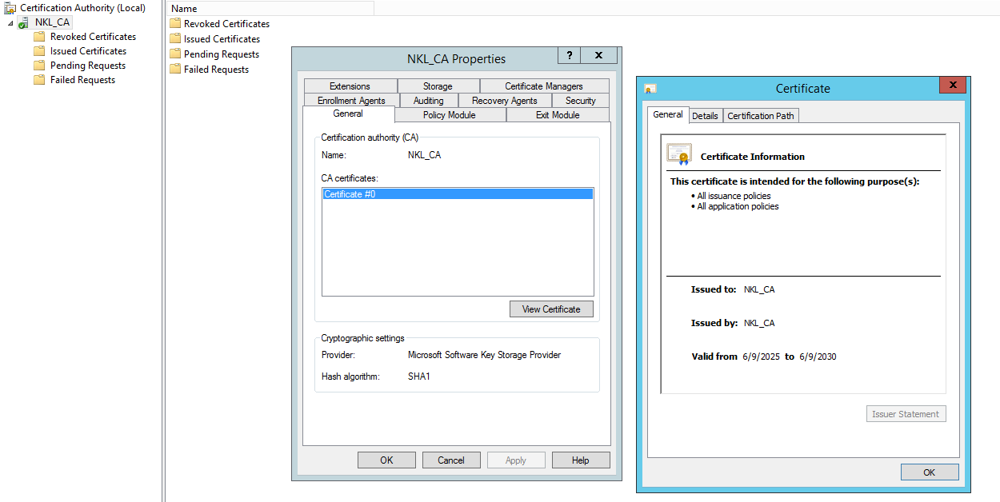 Certification Authority (Local)
NKL_CA
Revoked Certificates
Issued Certificates
Pending Requests
Failed Requests
Name
Revoked Certificates
Issued Certificates
Pending Requests
Failed Requests
NKL_CA Properties
?
X
Extensions
Storage
Certificate Managers
Enrollment Agents
Auditing
Recovery Agents
Security
General
Policy Module
Exit Module
Certification authority (CA)
Name: NKL_CA
CA certificates:
Certificate #0
View Certificate
Cryptographic settings
Provider: Microsoft Software Key Storage Provider
Hash algorithm: SHA1
OK
Cancel
Apply
Help
Certificate
X
General
Details
Certification Path
Certificate Information
This certificate is intended for the following purpose(s):
• All issuance policies
• All application policies
Issued to: NKL_CA
Issued by: NKL_CA
Valid from 6/9/2025 to 6/9/2030
Issuer Statement
OK